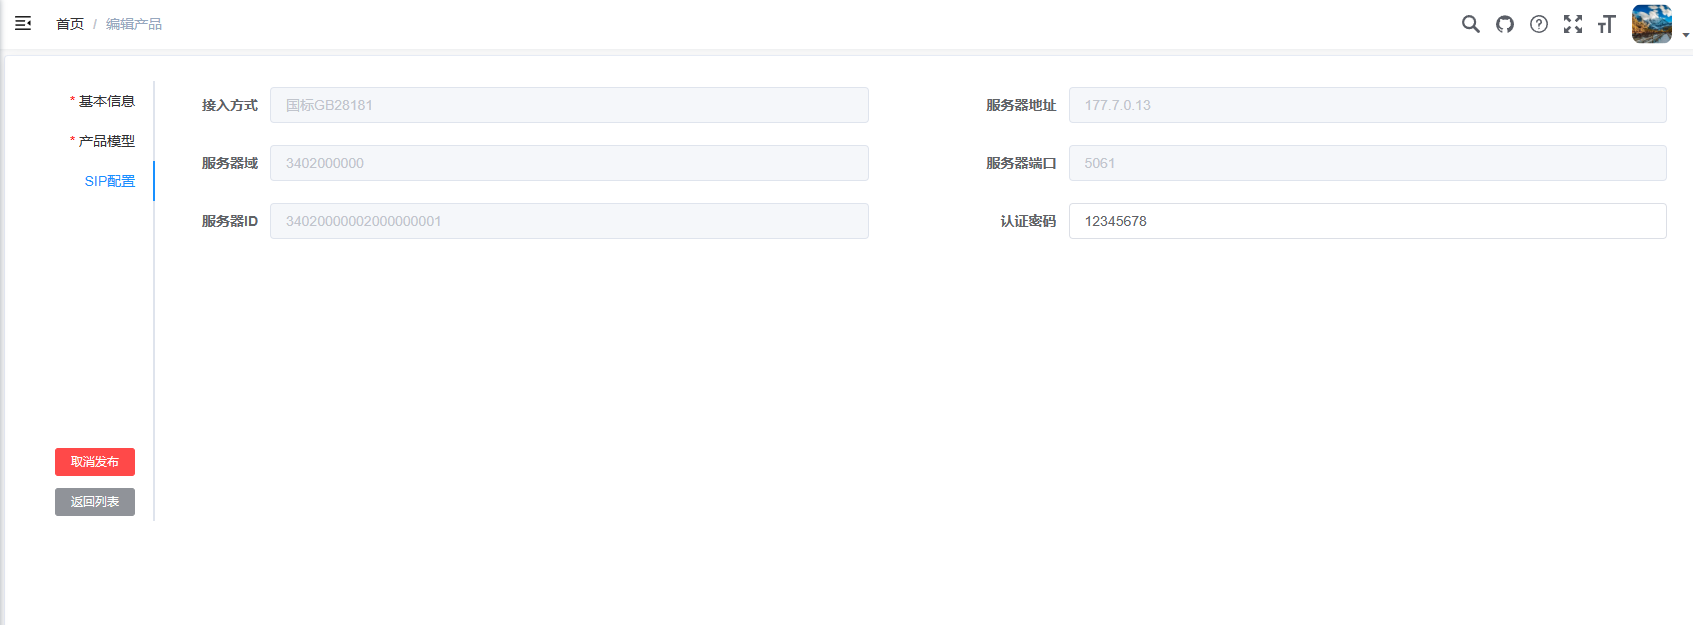 首页 / 编辑产品
* 基本信息
* 产品模型
SIP配置
接入方式 国标GB28181
服务器地址 177.7.0.13
服务器域 3402000000
服务器端口 5061
服务器ID 34020000002000000001
认证密码 12345678
取消发布
返回列表